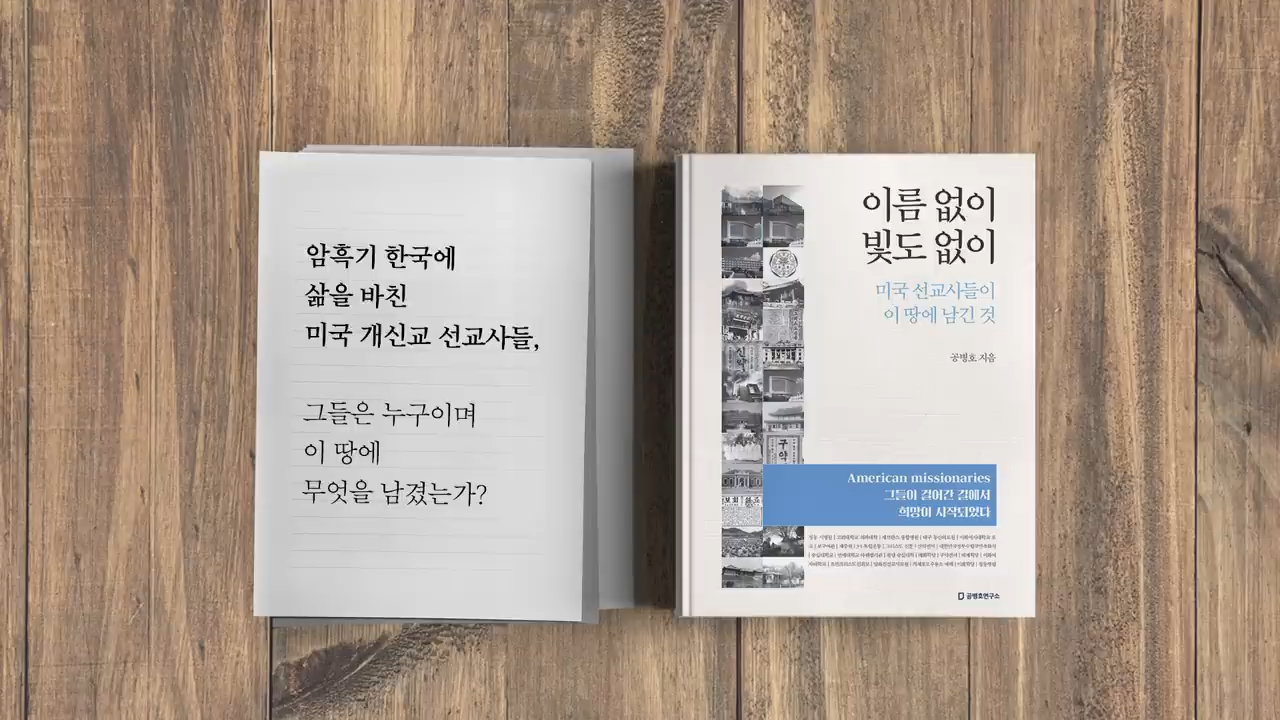 암흑기 한국에
삶을 바친
미국 개신교 선교사들,
그들은 누구이며
이 땅에
무엇을 남겼는가?
이름 없이
빛도 없이
미국 선교사들이
이 땅에 남긴 것
공병호 지음
구약
American missionaries
그들이 걸어간 길에서
희망이 시작되었다
공병호연구소